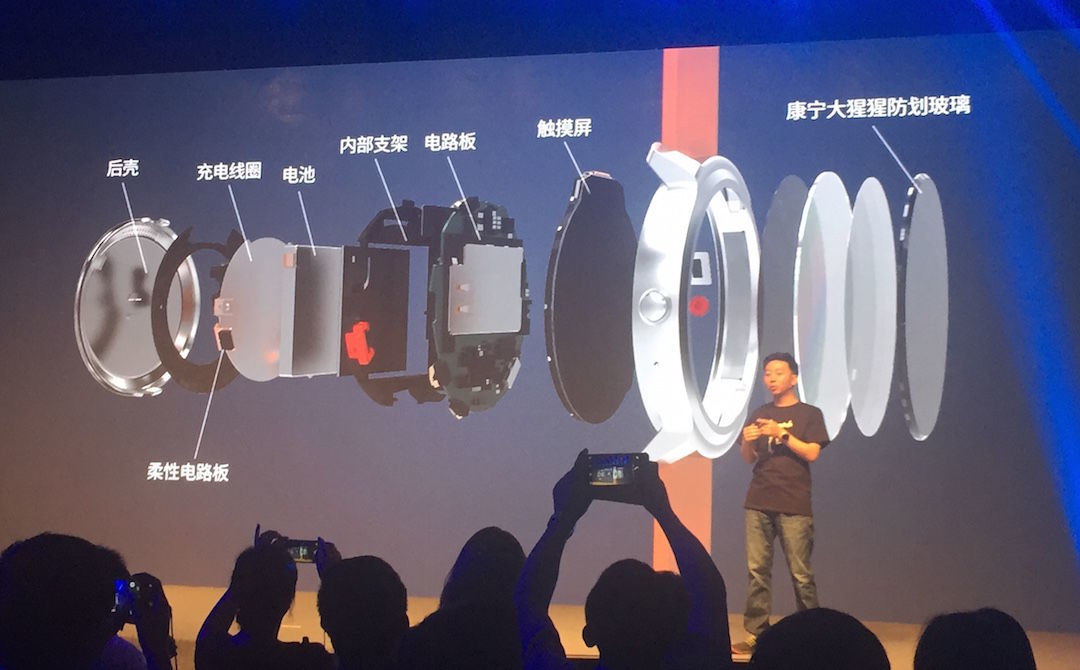 后壳
充电线圈
电池
内部支架
电路板
触摸屏
康宁大猩猩防划玻璃
柔性电路板